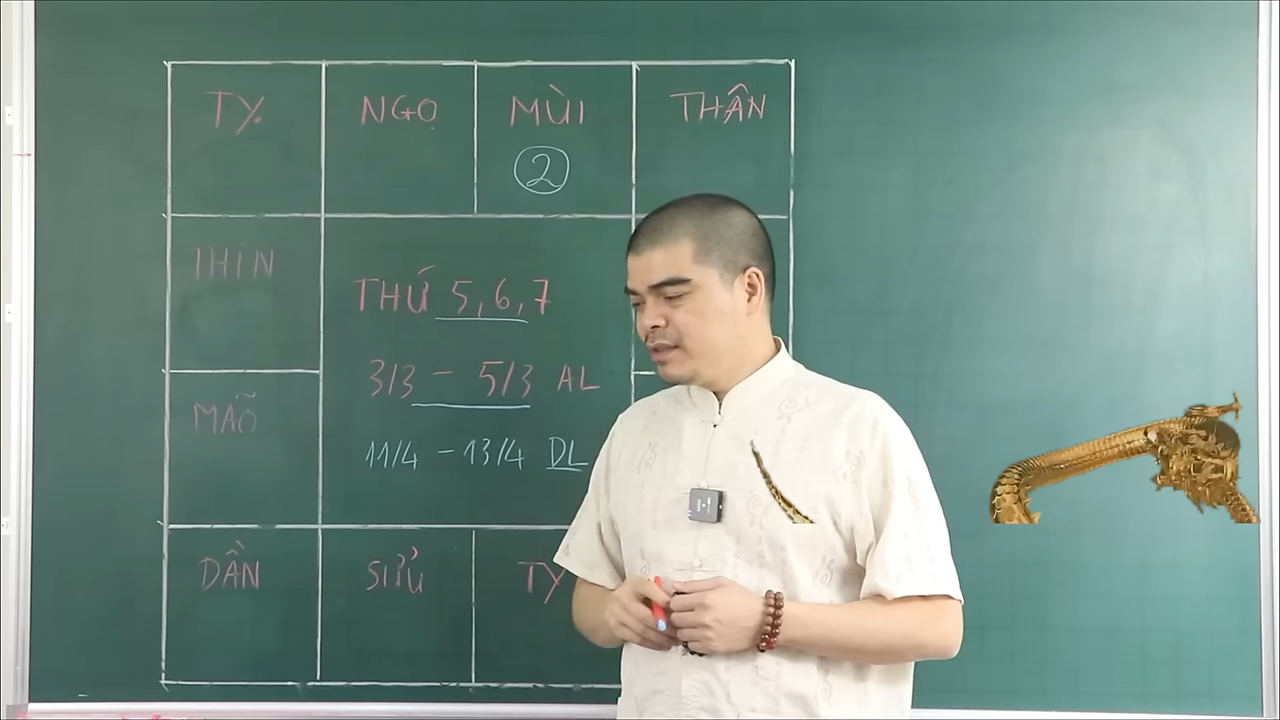 TỴ
NGỌ
MÙI
THÂN
②
THÌN
THỨ 5,6,7
3/3 - 5/3 AL
MÃO
11/4 - 13/4 DL
DẦN
SỬU
TY